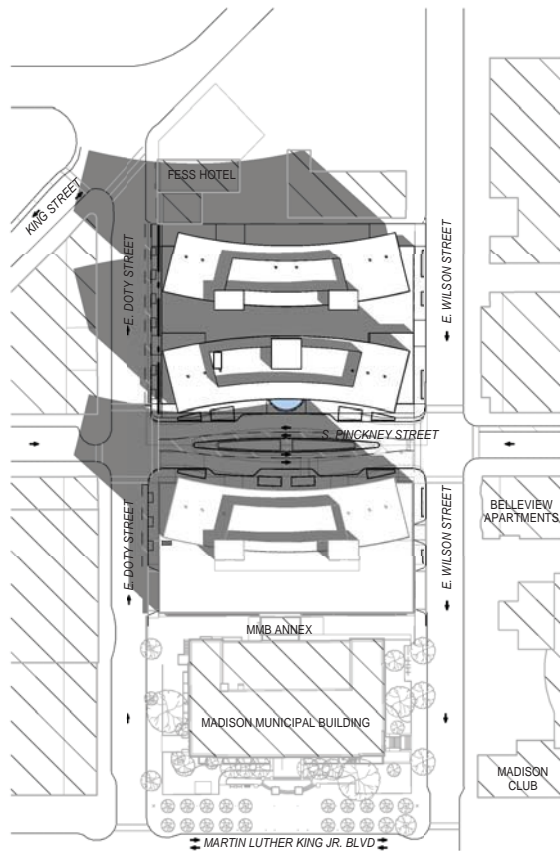 FESS HOTEL
KING STREET
E. DOTY STREET
E. WILSON STREET
S. PINCKNEY STREET
E. DOTY STREET
E. WILSON STREET
BELLEVIEW
APARTMENTS
MMB ANNEX
MADISON MUNICIPAL BUILDING
MADISON
CLUB
MARTIN LUTHER KING JR. BLVD